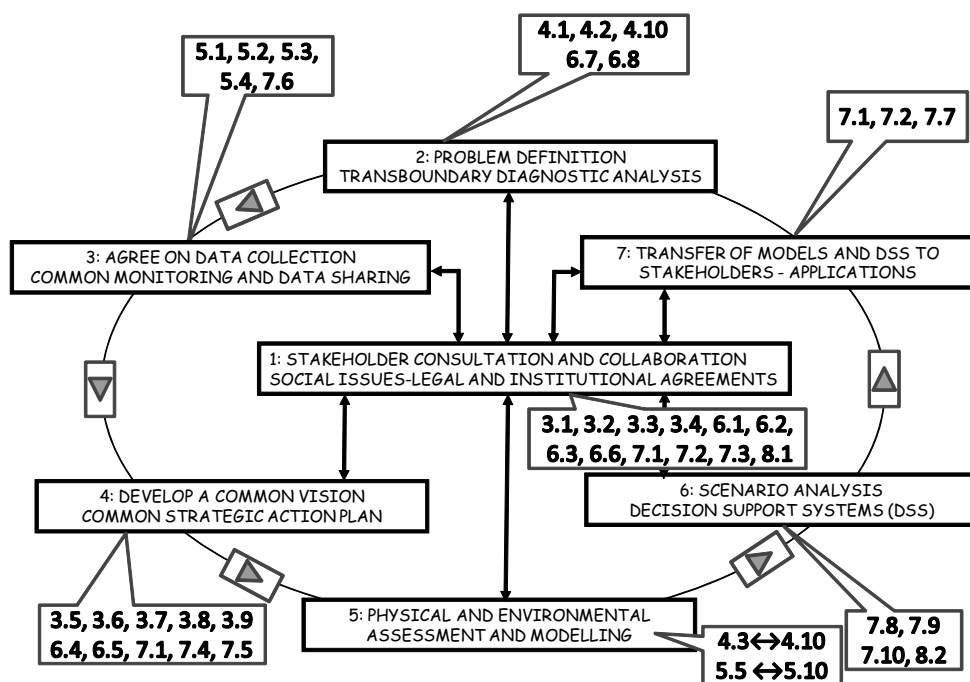 4.1, 4.2, 4.10
6.7, 6.8
5.1, 5.2, 5.3,
5.4, 7.6
7.1, 7.2, 7.7
2: PROBLEM DEFINITION
TRANSBOUNDARY DIAGNOSTIC ANALYSIS
3: AGREE ON DATA COLLECTION
COMMON MONITORING AND DATA SHARING
7: TRANSFER OF MODELS AND DSS TO
STAKEHOLDERS - APPLICATIONS
1: STAKEHOLDER CONSULTATION AND COLLABORATION
SOCIAL ISSUES-LEGAL AND INSTITUTIONAL AGREEMENTS
3.1, 3.2, 3.3, 3.4, 6.1, 6.2,
6.3, 6.6, 7.1, 7.2, 7.3, 8.1
4: DEVELOP A COMMON VISION
COMMON STRATEGIC ACTION PLAN
6: SCENARIO ANALYSIS
DECISION SUPPORT SYSTEMS (DSS)
3.5, 3.6, 3.7, 3.8, 3.9
6.4, 6.5, 7.1, 7.4, 7.5
5: PHYSICAL AND ENVIRONMENTAL
ASSESSMENT AND MODELLING
4.3↔4.10
5.5 ↔5.10
7.8, 7.9
7.10, 8.2